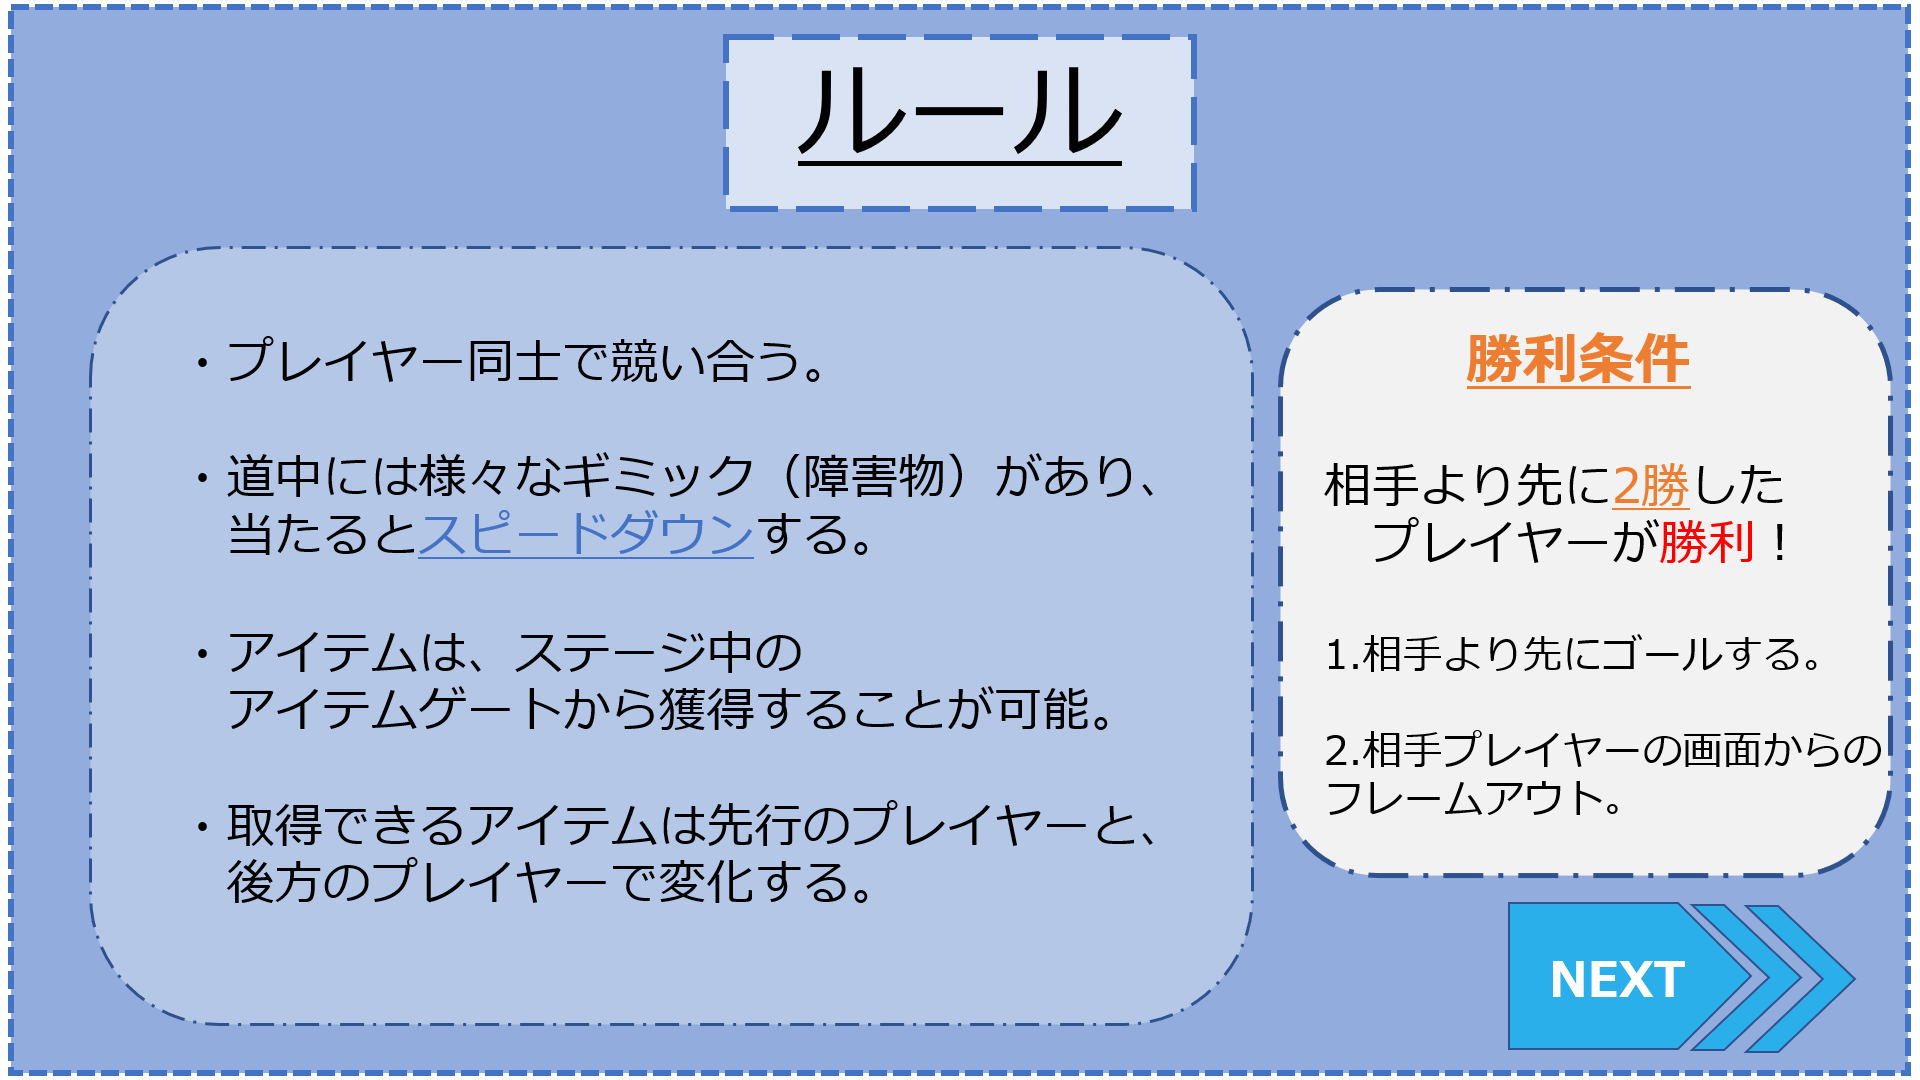 ルール
・プレイヤー同士で競い合う。
・道中には様々なギミック（障害物）があり、
当たるとスピードダウンする。
・アイテムは、ステージ中の
アイテムゲートから獲得することが可能。
・取得できるアイテムは先行のプレイヤーと、
後方のプレイヤーで変化する。
勝利条件
相手より先に2勝した
プレイヤーが勝利！
1.相手より先にゴールする。
2.相手プレイヤーの画面からの
フレームアウト。
NEXT